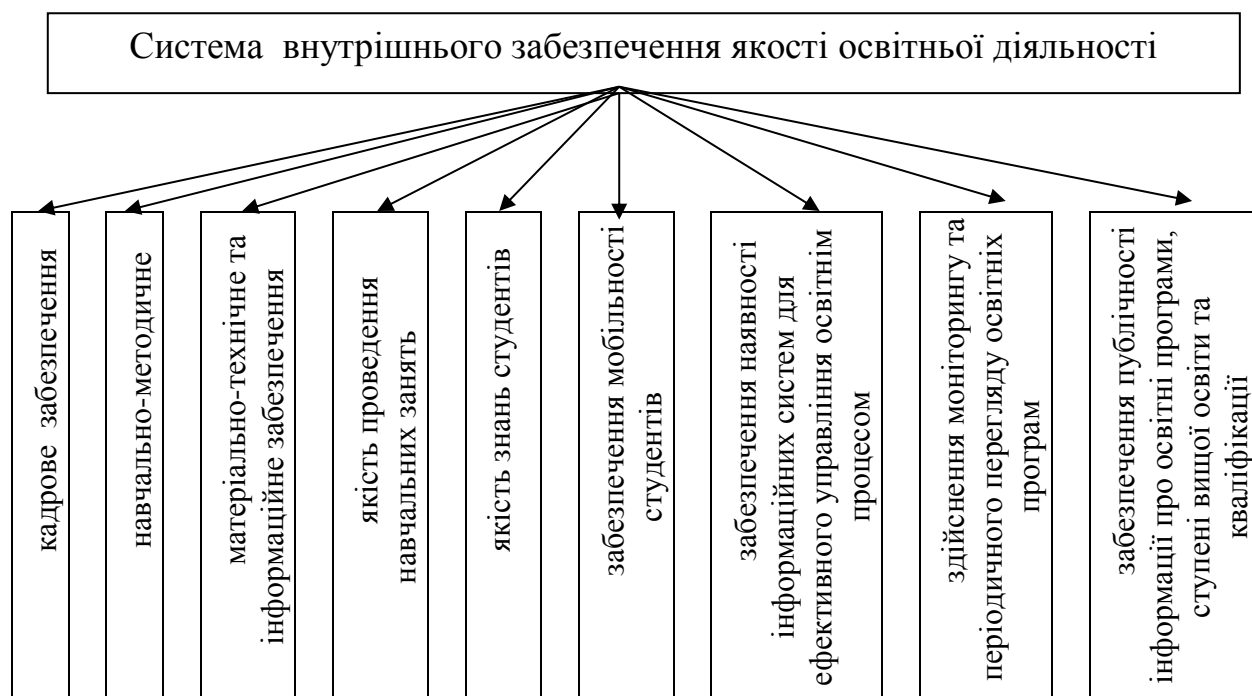 Система внутрішнього забезпечення якості освітньої діяльності
кадрове забезпечення
навчально-методичне
матеріально-технічне та
інформаційне забезпечення
якість проведення
навчальних занять
якість знань студентів
забезпечення мобільності
студентів
забезпечення наявності
інформаційних систем для
ефективного управління освітнім
процесом
здійснення моніторингу та
періодичного перегляду освітніх
програм
забезпечення публічності
інформації про освітні програми,
ступені вищої освіти та
кваліфікації